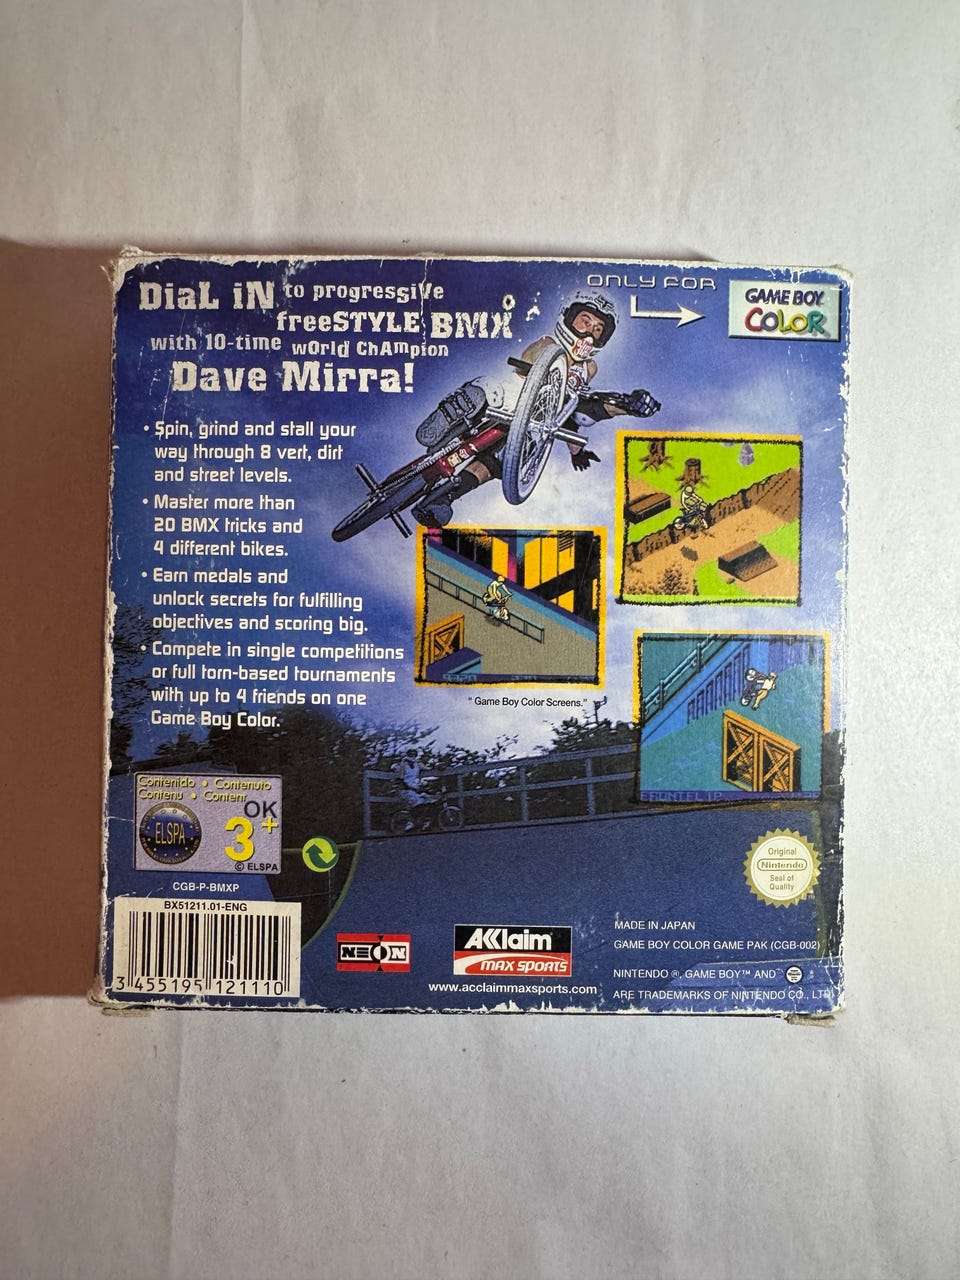 DiaL iN to progressiVe
freeSTYLE BMX
with 10-time wOrld ChAmpion
Dave Mirra!
ONLY FOR
GAME BOY
COLOR
• Spin, grind and stall your
way through 8 vert, dirt
and street levels.
• Master more than
20 BMX tricks and
4 different bikes.
• Earn medals and
unlock secrets for fulfilling
objectives and scoring big.
• Compete in single competitions
or full torn-based tournaments
with up to 4 friends on one
Game Boy Color.
" Game Boy Color Screens."
Contenido • Contenuto
Contenu • Content
OK
3+
ELSPA
© ELSPA
CGB-P-BMXP
BX51211.01-ENG
3 455195 121110
NEON
AKKlaim
MAX SPORTS
www.acclaimmaxsports.com
Original
Nintendo
Seal of
Quality
MADE IN JAPAN
GAME BOY COLOR GAME PAK (CGB-002)
NINTENDO ®, GAME BOY™ AND
ARE TRADEMARKS OF NINTENDO CO., LTD